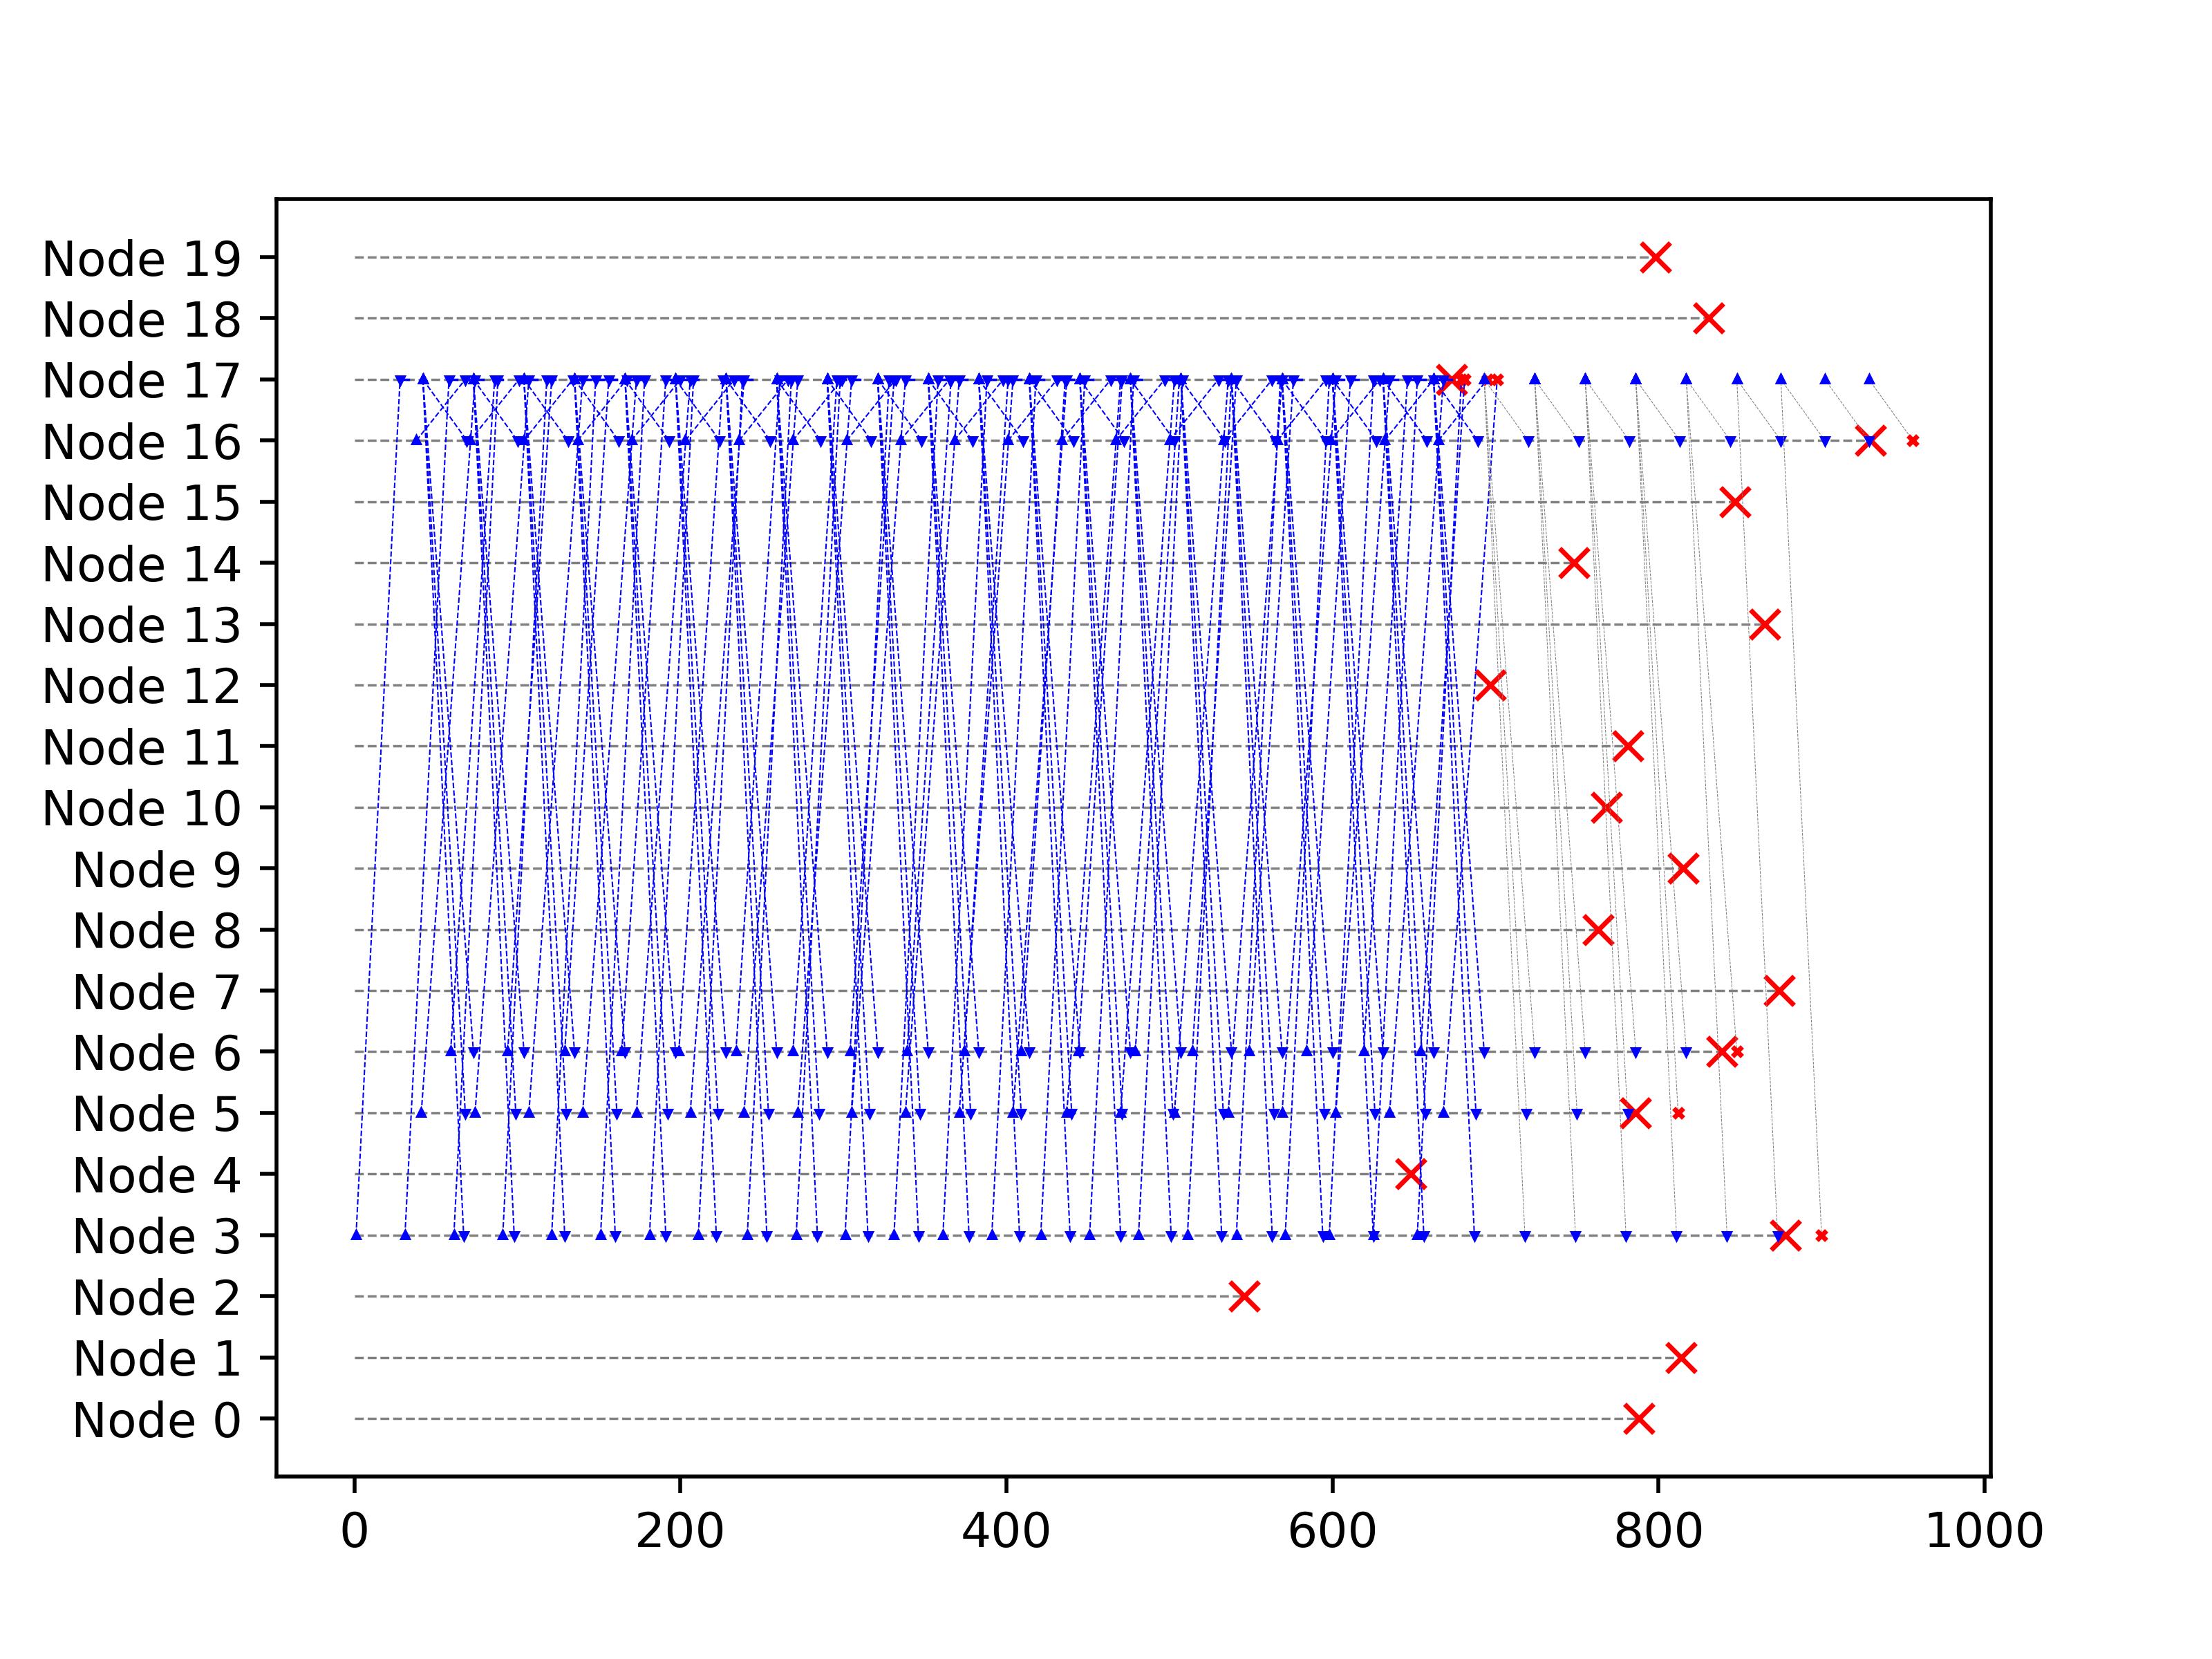 Node 19
Node 18
Node 17
Node 16
Node 15
Node 14
Node 13
Node 12
Node 11
Node 10
Node 9
Node 8
Node 7
Node 6
Node 5
Node 4
Node 3
Node 2
Node 1
Node 0
0 200 400 600 800 1000